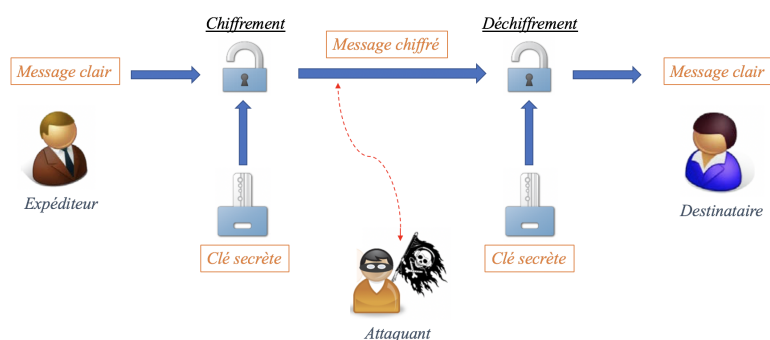 Chiffrement
Déchiffrement
Message clair
Message chiffré
Message clair
Expéditeur
Destinataire
Clé secrète
Clé secrète
Attaquant